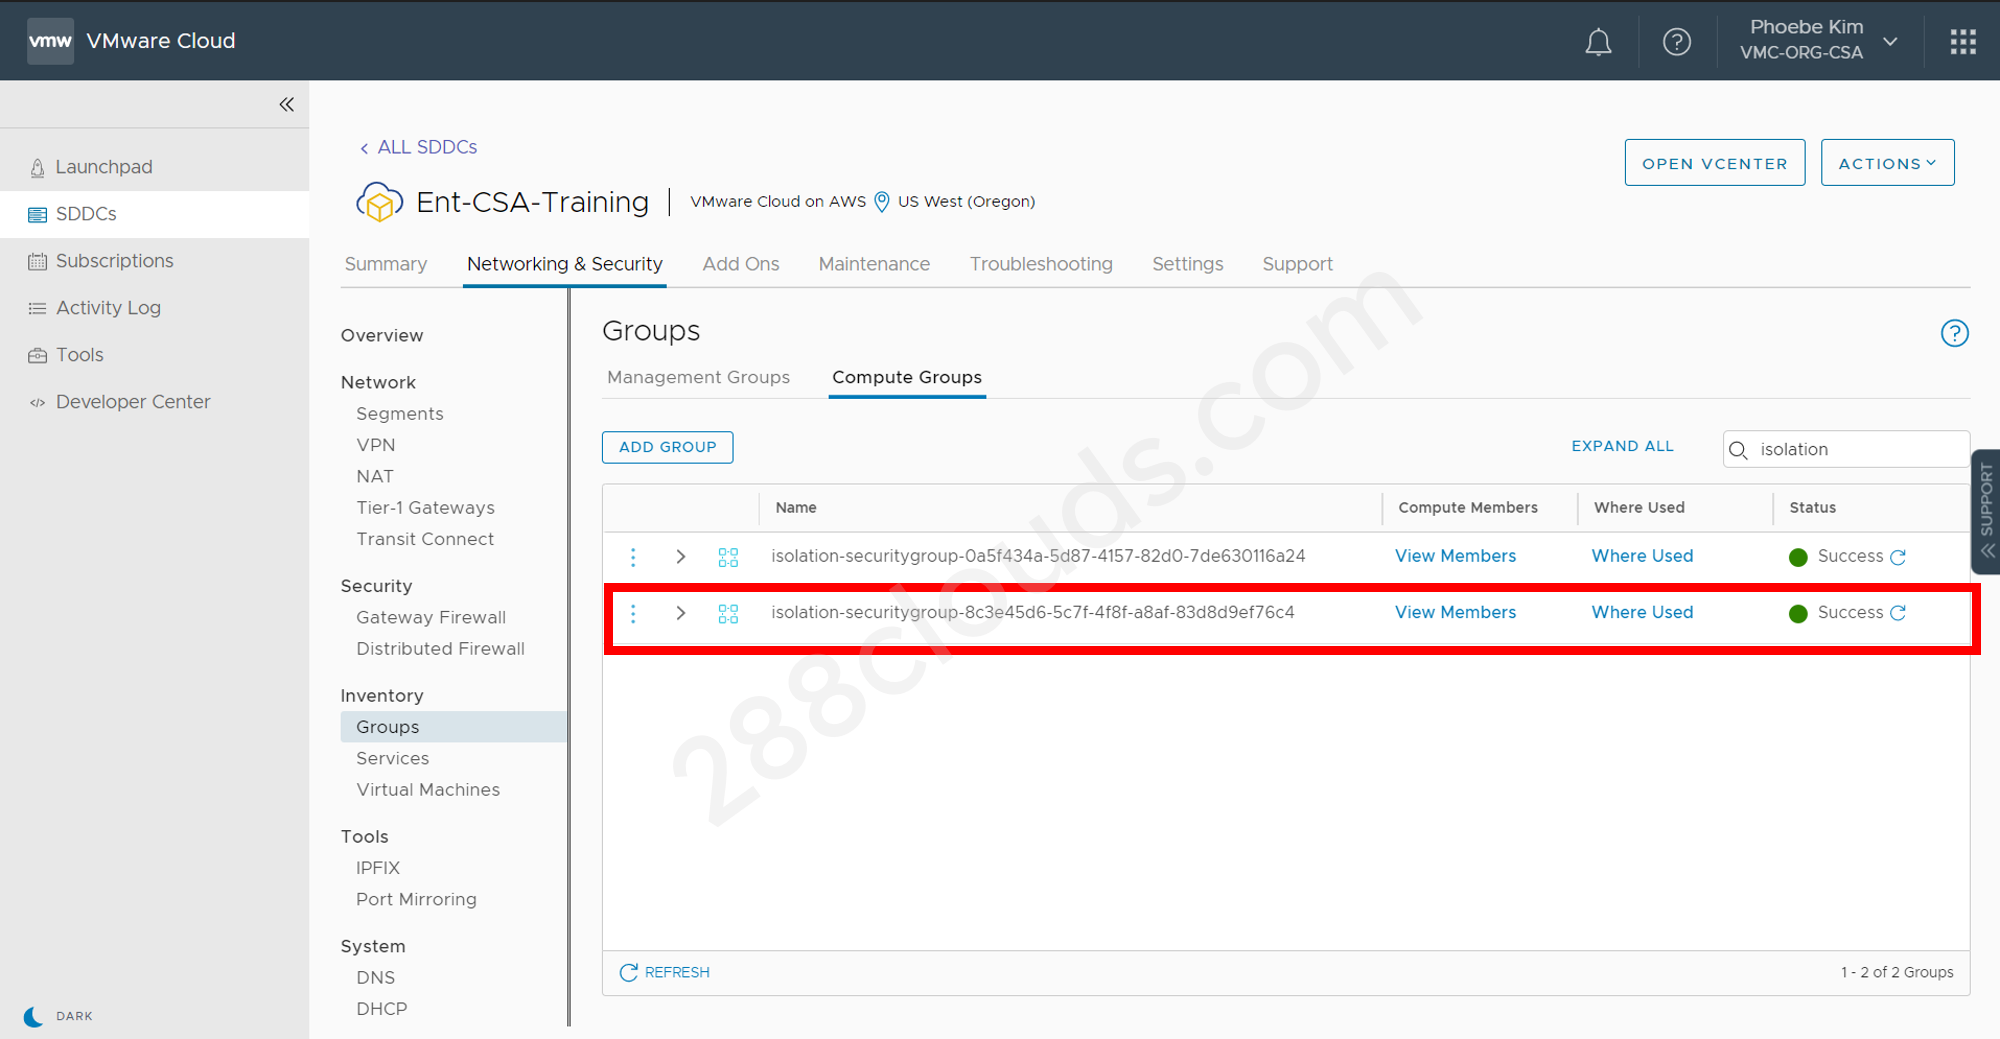 vmw VMware Cloud
Phoebe Kim
VMC-ORG-CSA
Launchpad
SDDCs
Subscriptions
Activity Log
Tools
Developer Center
DARK
ALL SDDCs
OPEN VCENTER
ACTIONS
Ent-CSA-Training
VMware Cloud on AWS US West (Oregon)
Summary Networking & Security Add Ons Maintenance Troubleshooting Settings Support
Overview
Network
Segments
VPN
NAT
Tier-1 Gateways
Transit Connect
Security
Gateway Firewall
Distributed Firewall
Inventory
Groups
Services
Virtual Machines
Tools
IPFIX
Port Mirroring
System
DNS
DHCP
Groups
Management Groups Compute Groups
ADD GROUP
EXPAND ALL
isolation
Name Compute Members Where Used Status
isolation-securitygroup-0a5f434a-5d87-4157-82d0-7de630116a24 View Members Where Used Success
isolation-securitygroup-8c3e45d6-5c7f-4f8f-a8af-83d8d9ef76c4 View Members Where Used Success
REFRESH
1 - 2 of 2 Groups
SUPPORT
288clouds.com